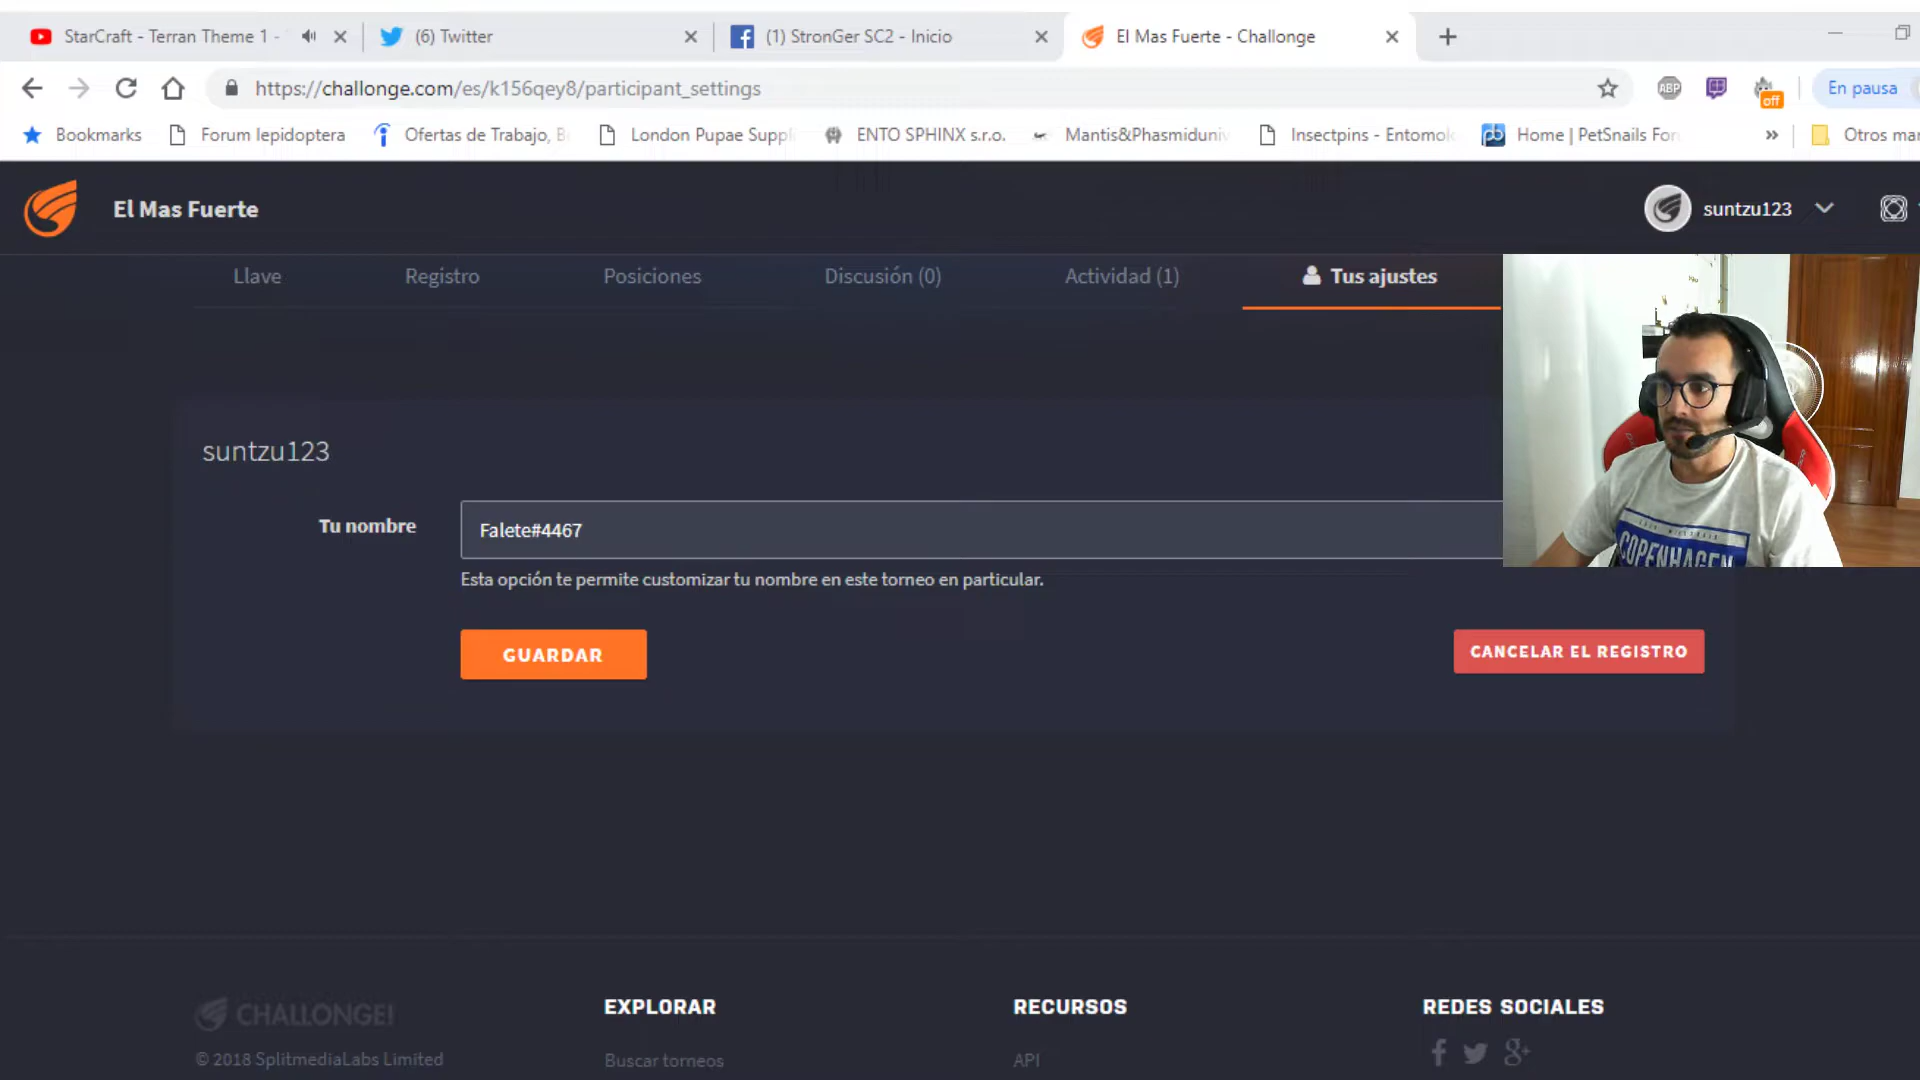 StarCraft - Terran Theme 1 -
(6) Twitter
(1) StronGer SC2 - Inicio
El Mas Fuerte - Challonge
https://challonge.com/es/k156qey8/participant_settings
ABP
off
En pausa
Bookmarks
Forum lepidoptera
Ofertas de Trabajo, B
London Pupae Suppl
ENTO SPHINX s.r.o.
Mantis&Phasmiduniv
Insectpins - Entomolo
Home | PetSnails For
»
Otros mar
El Mas Fuerte
suntzu123
Llave
Registro
Posiciones
Discusión (0)
Actividad (1)
Tus ajustes
suntzu123
Tu nombre
Falete#4467
Esta opción te permite customizar tu nombre en este torneo en particular.
GUARDAR
CANCELAR EL REGISTRO
COPENHAGEN
CHALLONGE!
© 2018 SplitmediaLabs Limited
EXPLORAR
Buscar torneos
RECURSOS
API
REDES SOCIALES